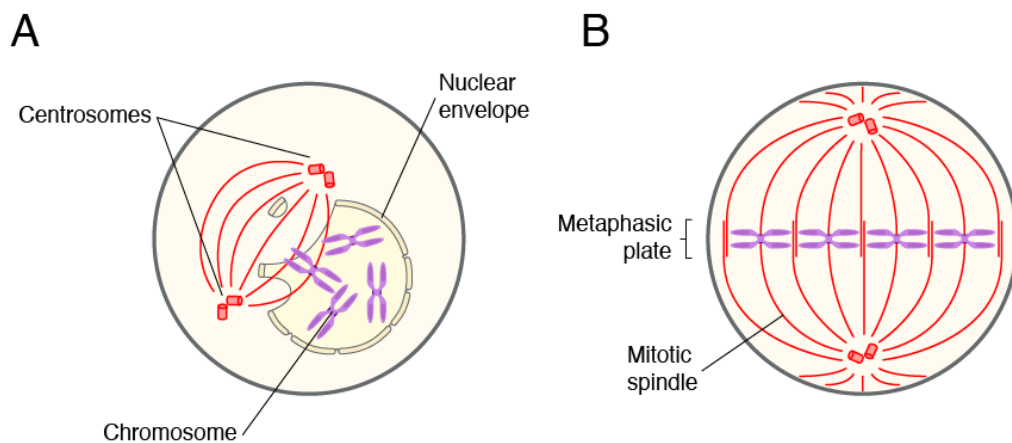 A
B
Centrosomes
Nuclear
envelope
Metaphasic
plate
Mitotic
spindle
Chromosome